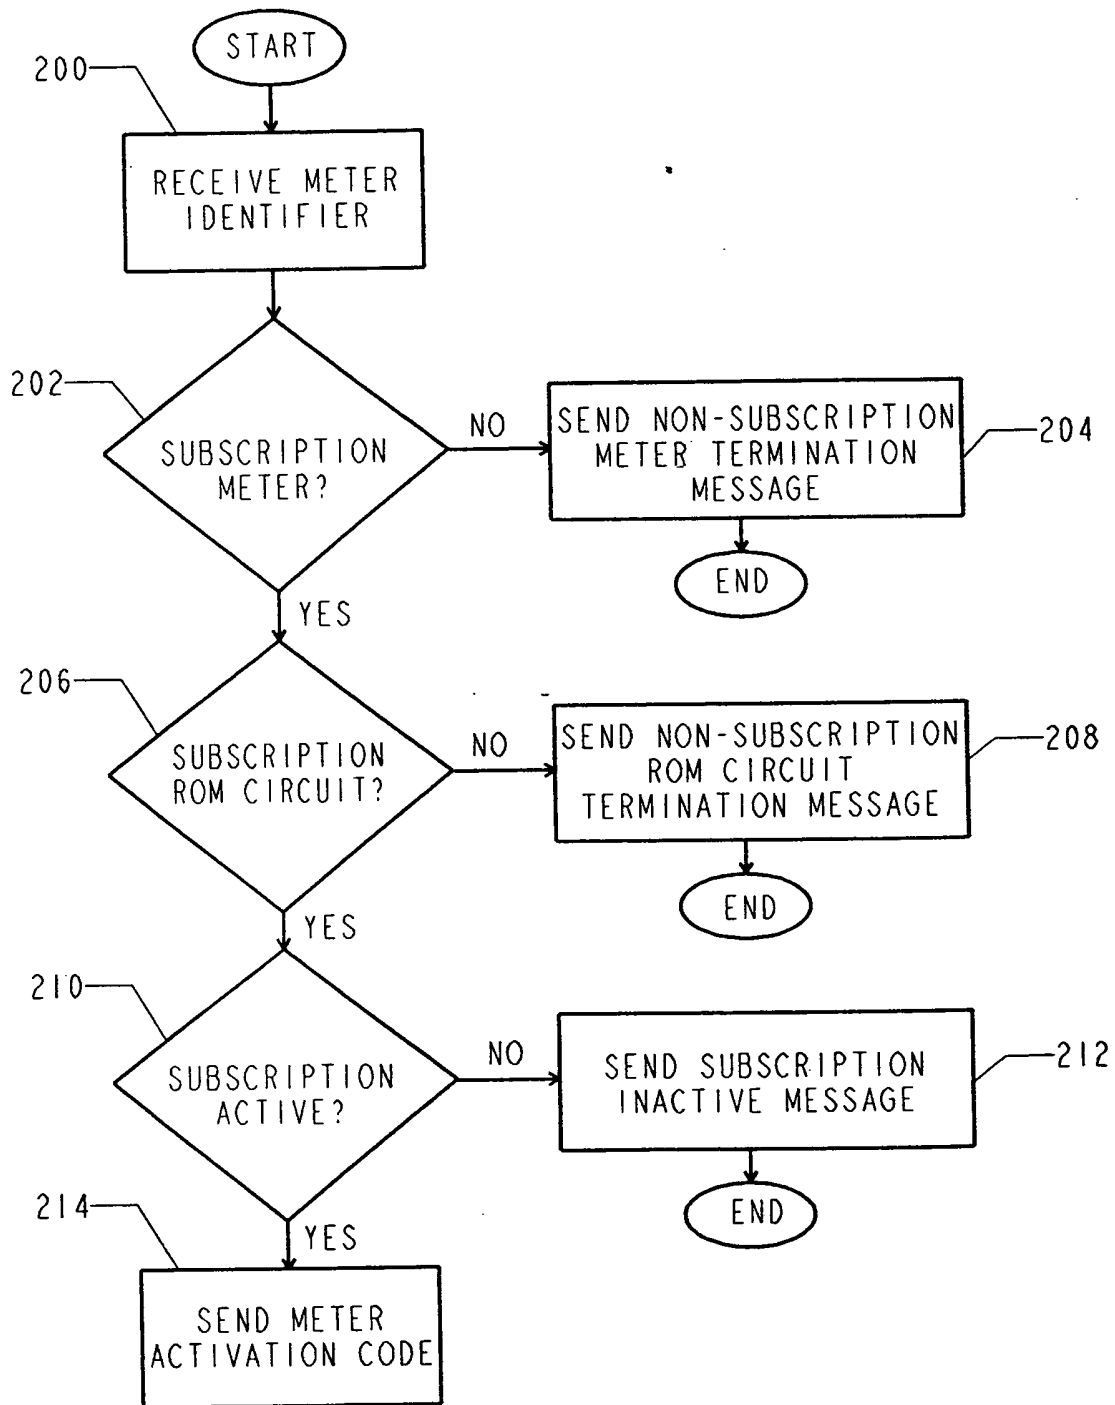 START
200
RECEIVE METER
IDENTIFIER
202
SUBSCRIPTION
METER?
NO
SEND NON-SUBSCRIPTION
METER TERMINATION
MESSAGE
204
END
YES
206
SUBSCRIPTION
ROM CIRCUIT?
NO
SEND NON-SUBSCRIPTION
ROM CIRCUIT
TERMINATION MESSAGE
208
END
YES
210
SUBSCRIPTION
ACTIVE?
NO
SEND SUBSCRIPTION
INACTIVE MESSAGE
212
END
YES
214
SEND METER
ACTIVATION CODE